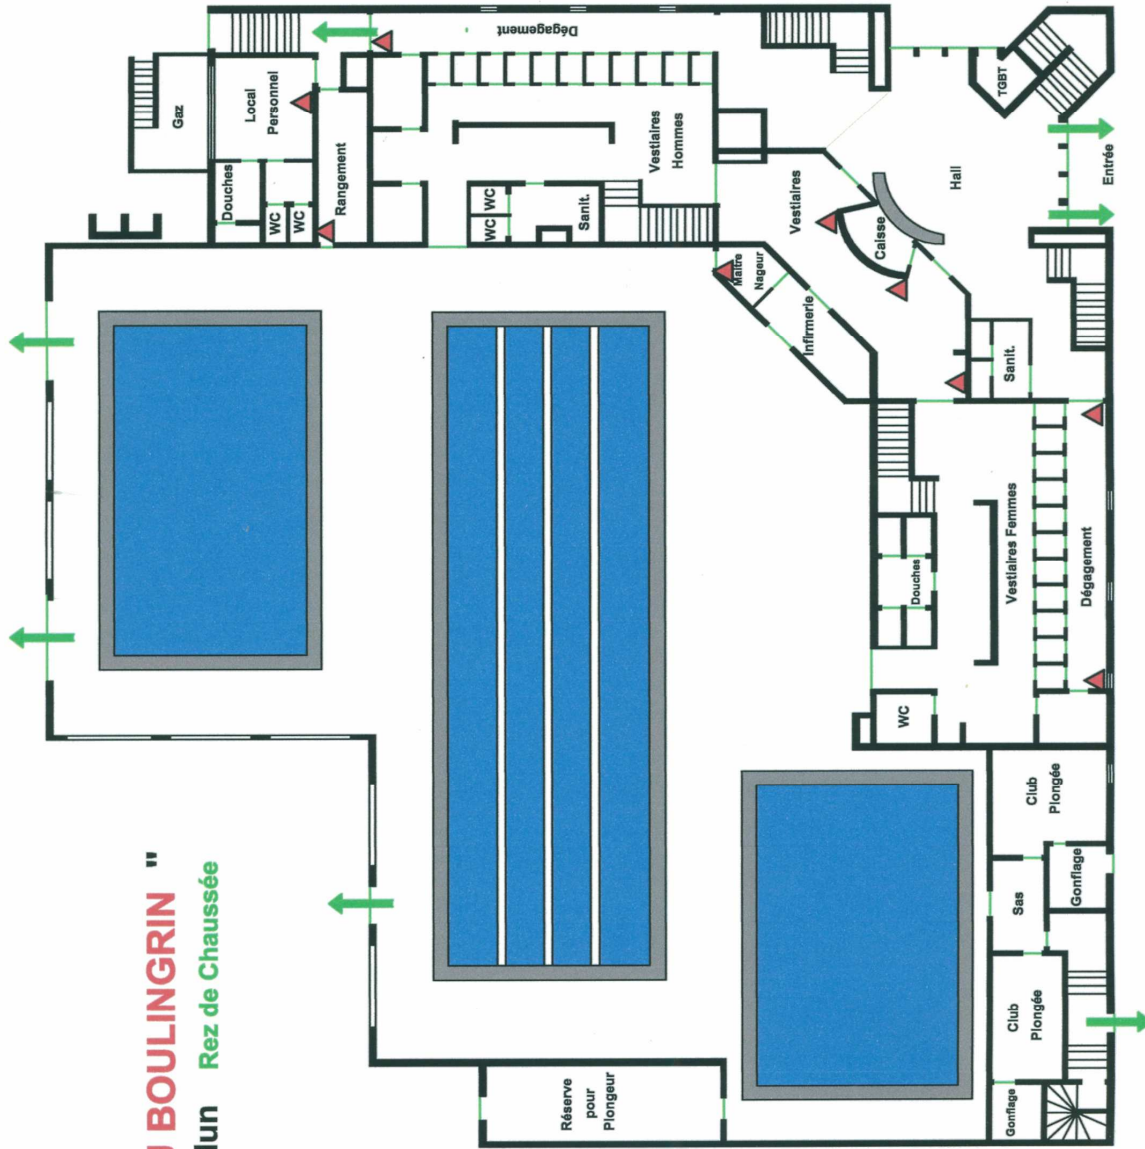 U BOULINGRIN "
Rez de Chaussée
E
Gaz
Local
Personnel
Douches
WC
WC
Rangement
Dégagement
Vestiaires
Hommes
WC
WC
Sanit.
Vestiaires
Hall
TGBT
Entrée
Caisse
Maitre
Nageur
Infirmerie
Sanit.
Douches
Vestiaires Femmes
Dégagement
WC
Club
Plongée
Gonflage
Sas
Club
Plongée
Gonflage
Réserve
pour
Plongeur